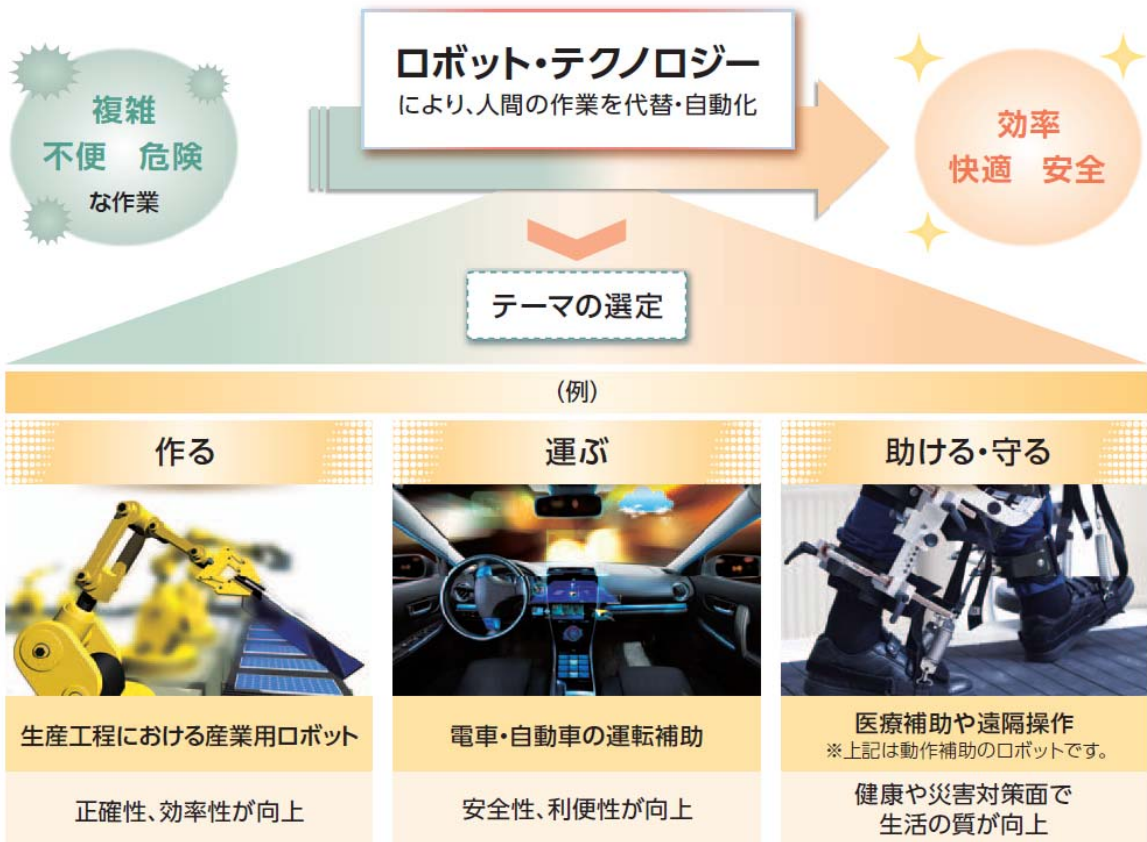 複雑
不便　危険
な作業
ロボット・テクノロジー
により、人間の作業を代替・自動化
効率
快適　安全
テーマの選定
(例)
作る
運ぶ
助ける・守る
生産工程における産業用ロボット
電車・自動車の運転補助
医療補助や遠隔操作
※上記は動作補助のロボットです。
正確性、効率性が向上
安全性、利便性が向上
健康や災害対策面で
生活の質が向上